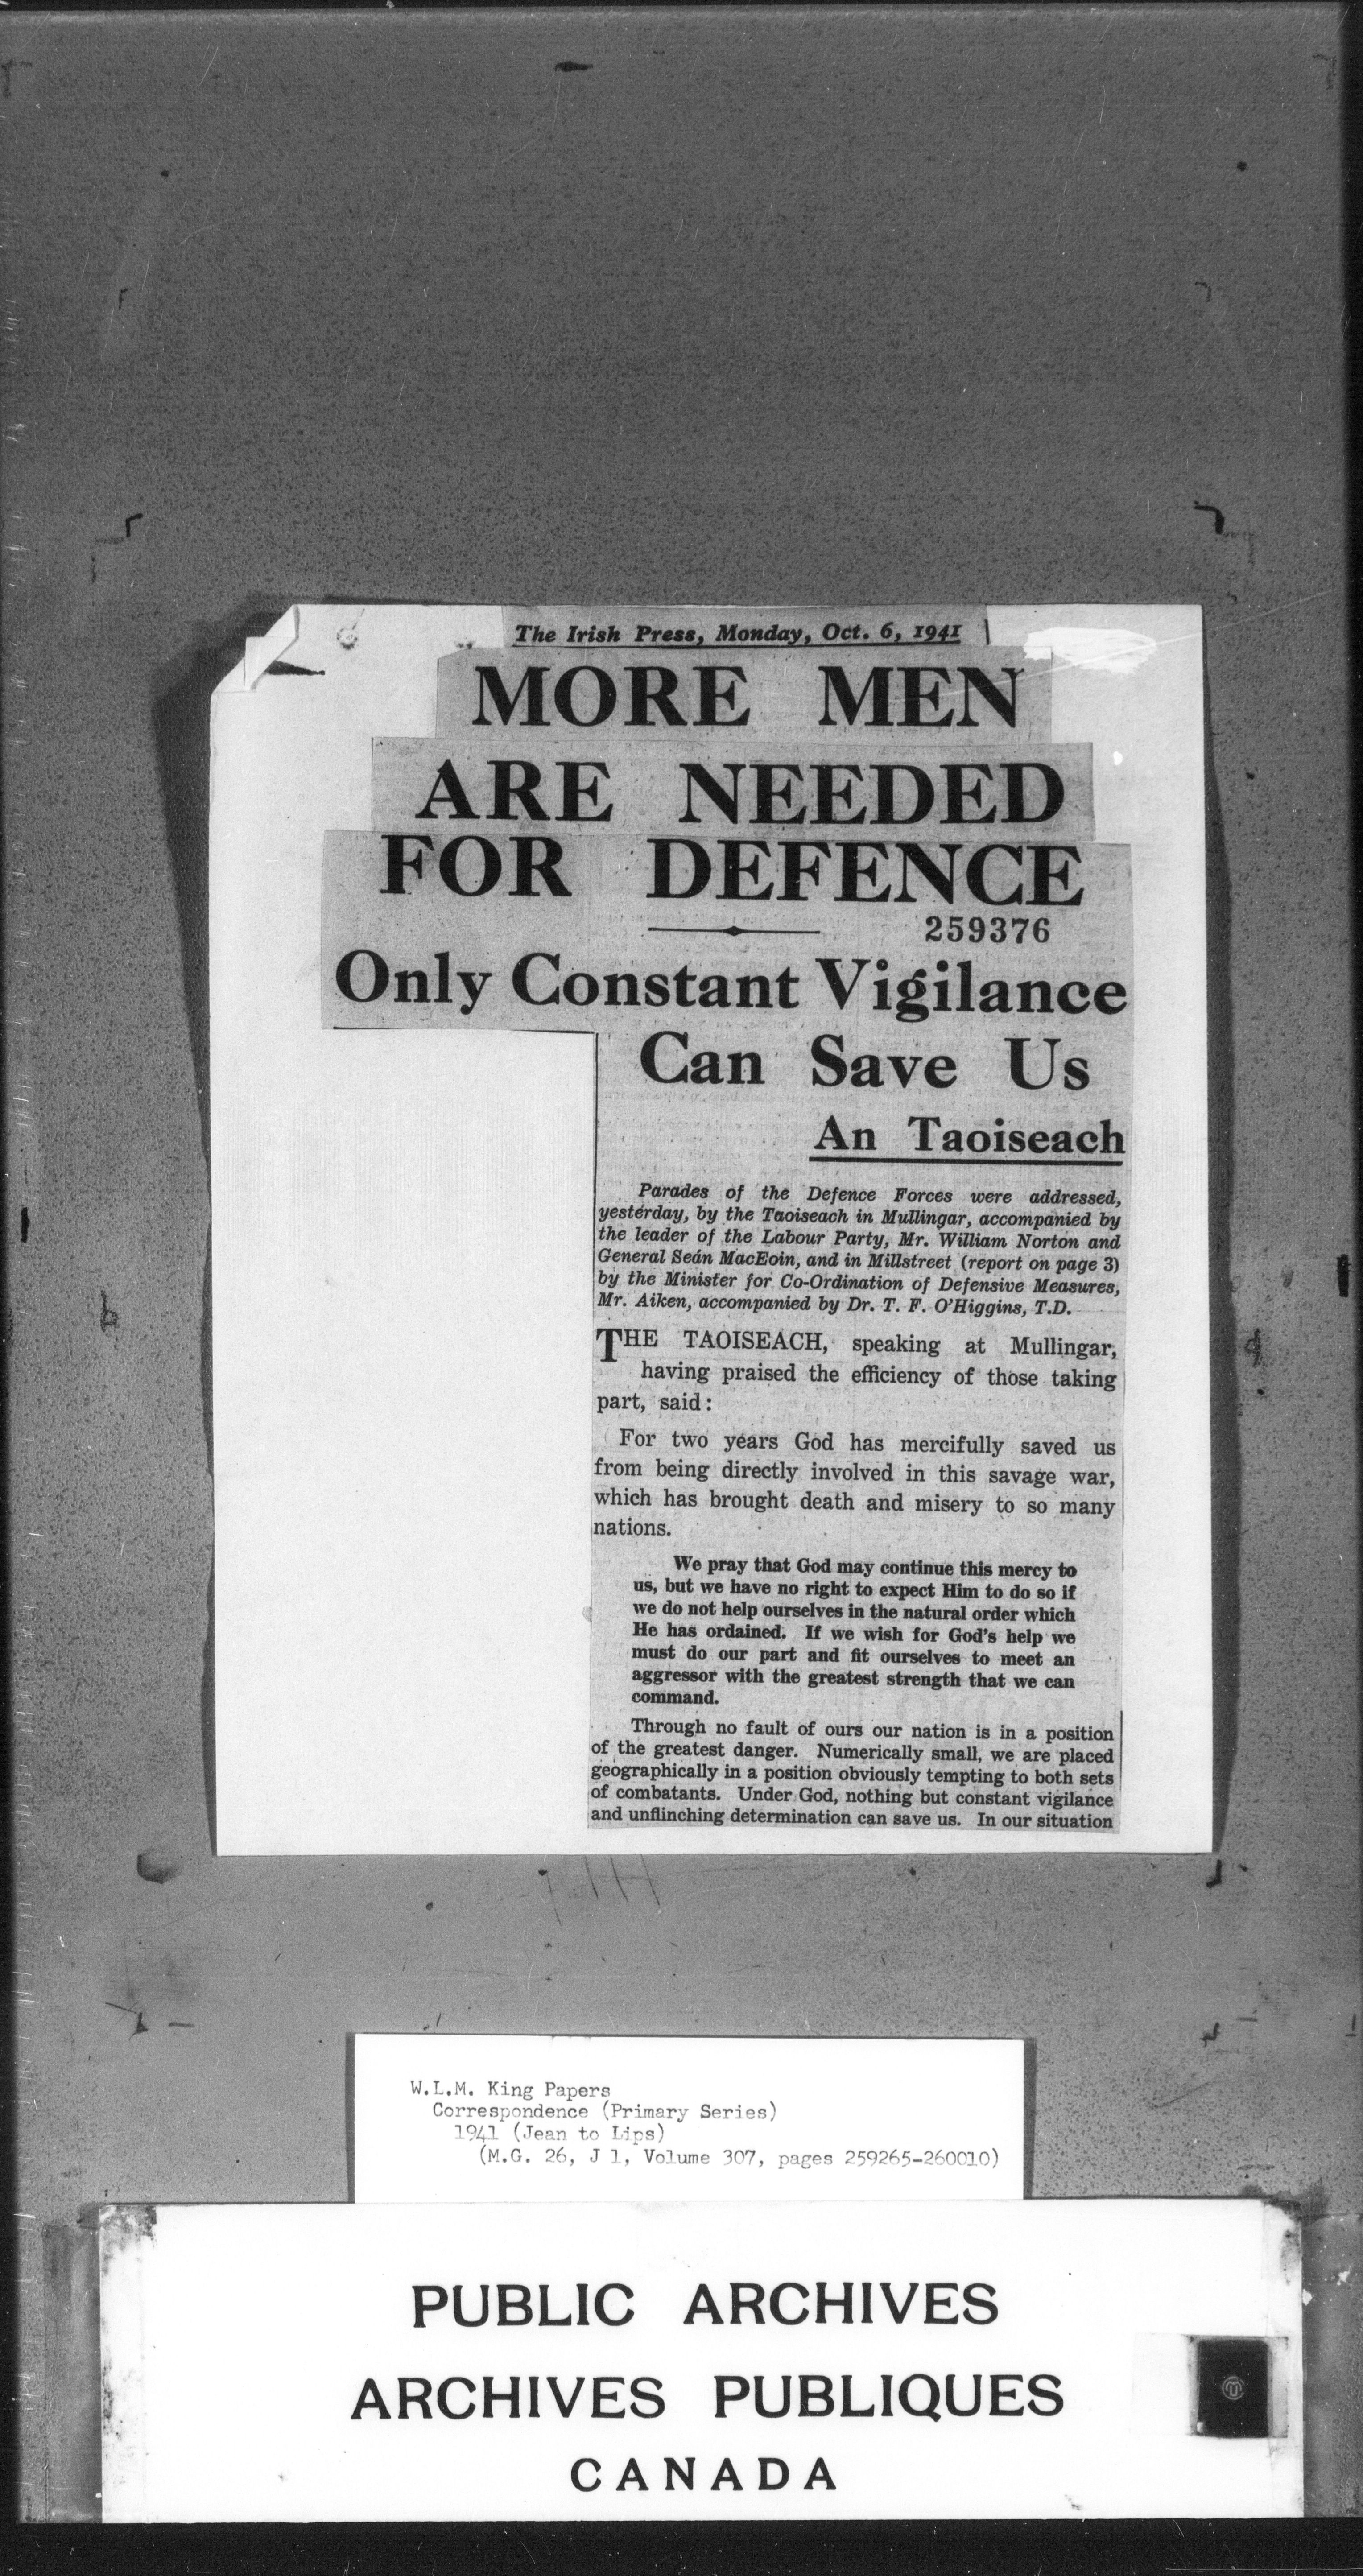 The Irish Press, Monday, Oct. 6, 1941
MORE MEN
ARE NEEDED
FOR DEFENCE
259376
Only Constant Vigilance
Can Save Us
An Taoiseach
Parades of the Defence Forces were addressed,
yesterday, by the Taoiseach in Mullingar, accompanied by
the leader of the Labour Party, Mr. William Norton and
General Seán MacEoin, and in Millstreet (report on page 3)
by the Minister for Co-Ordination of Defensive Measures,
Mr. Aiken, accompanied by Dr. T. F. O'Higgins, T.D.
THE TAOISEACH, speaking at Mullingar,
having praised the efficiency of those taking
part, said:
For two years God has mercifully saved us
from being directly involved in this savage war,
which has brought death and misery to so many
nations.
We pray that God may continue this mercy to
us, but we have no right to expect Him to do so if
we do not help ourselves in the natural order which
He has ordained. If we wish for God's help we
must do our part and fit ourselves to meet an
aggressor with the greatest strength that we can
command.
Through no fault of ours our nation is in a position
of the greatest danger. Numerically small, we are placed
geographically in a position obviously tempting to both sets
of combatants. Under God, nothing but constant vigilance
and unflinching determination can save us. In our situation
W.L.M. King Papers
Correspondence (Primary Series)
1941 (Jean to Lips)
(M.G. 26, J 1, Volume 307, pages 259265-260010)
PUBLIC ARCHIVES
ARCHIVES PUBLIQUES
CANADA